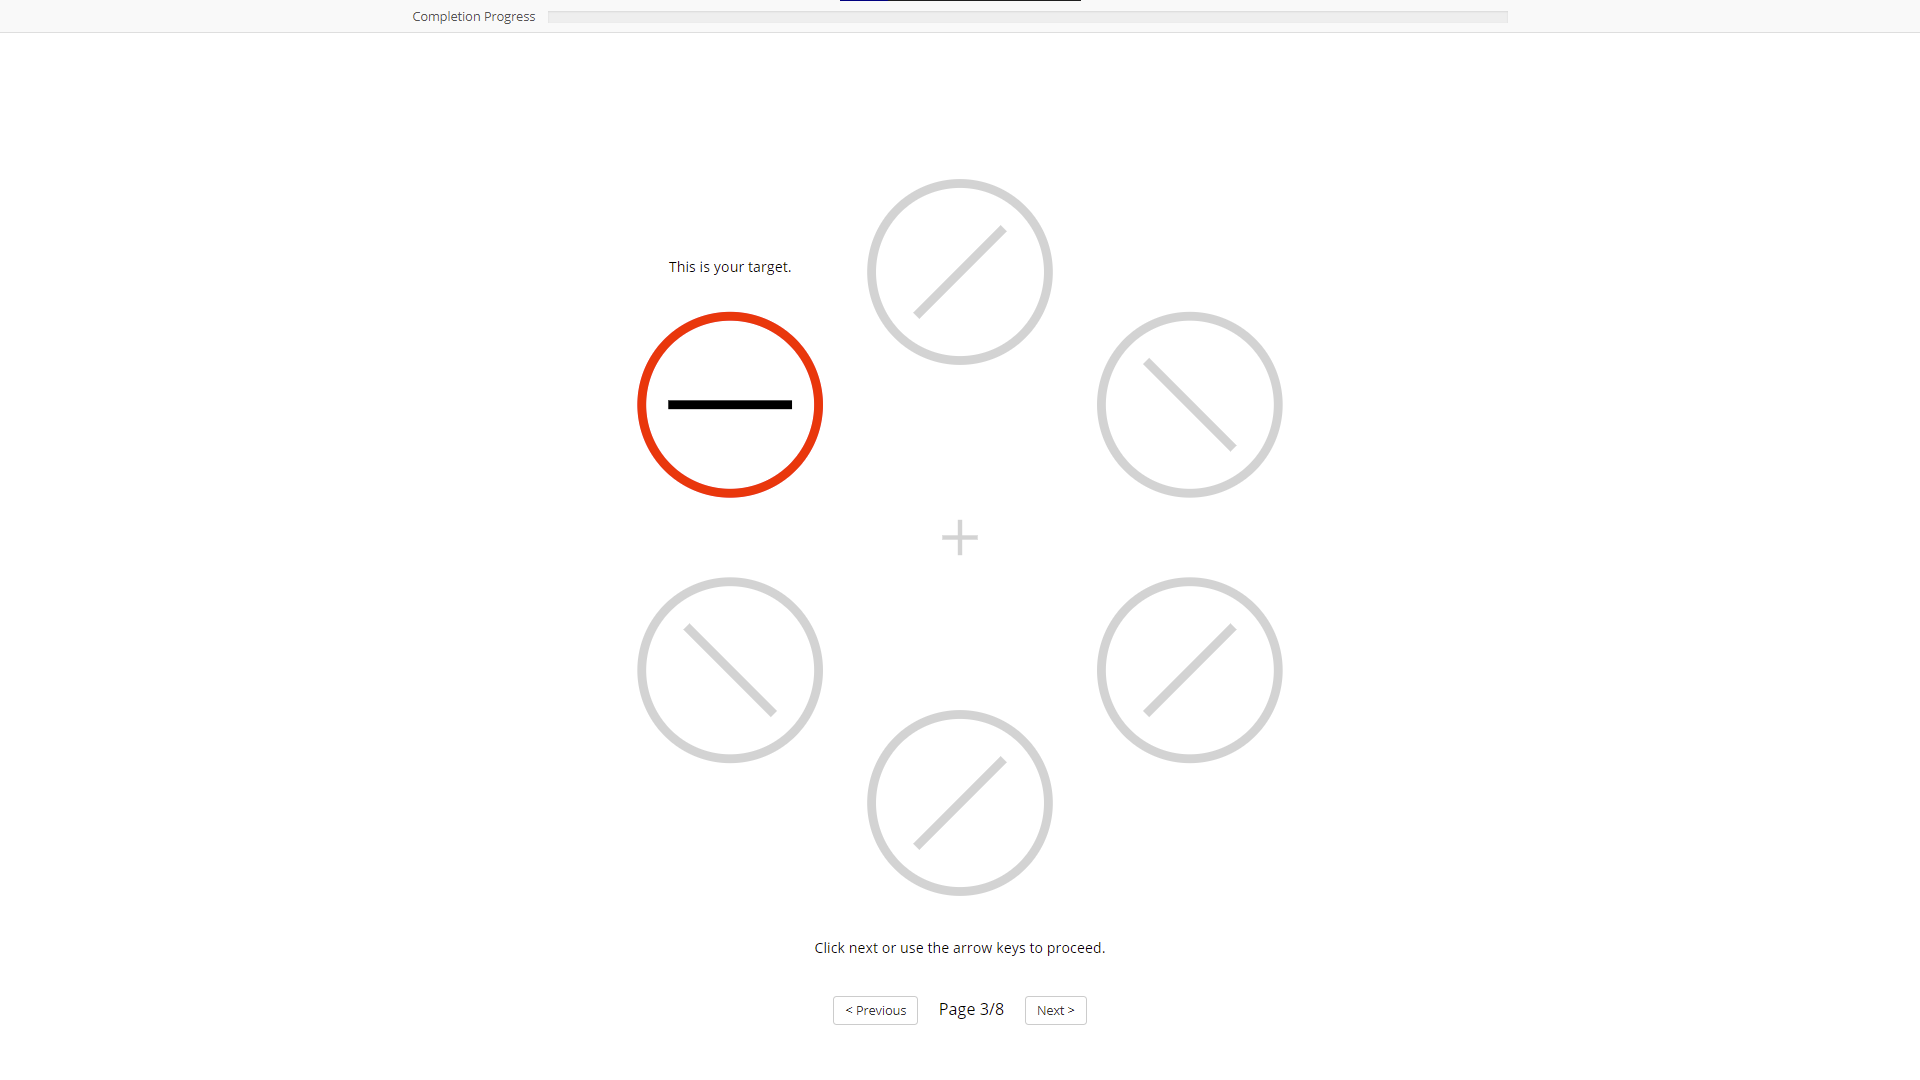 Completion Progress
This is your target.
Click next or use the arrow keys to proceed.
< Previous
Page 3/8
Next >